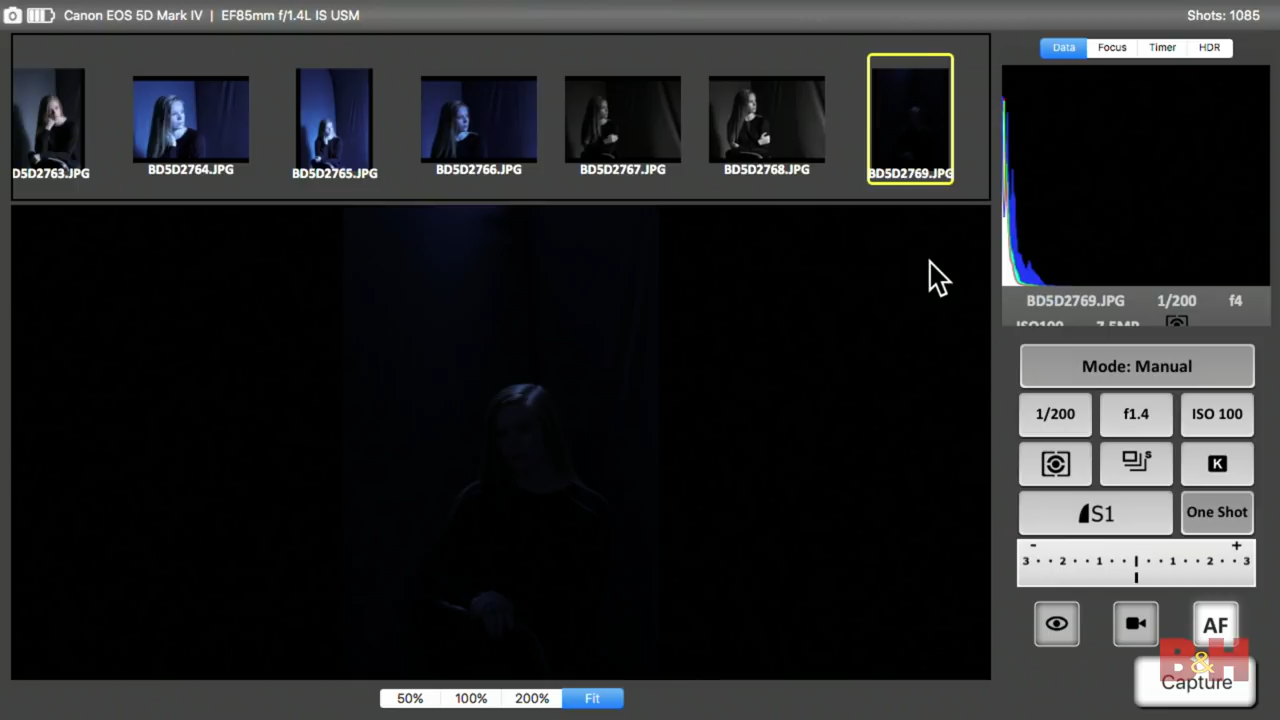 Canon EOS 5D Mark IV | EF85mm f/1.4L IS USM
Shots: 1085
Data Focus Timer HDR
D5D2763.JPG
BD5D2764.JPG
BD5D2765.JPG
BD5D2766.JPG
BD5D2767.JPG
BD5D2768.JPG
BD5D2769.JPG
BD5D2769.JPG 1/200 f4
ISO100 7.5MP
Mode: Manual
1/200 f1.4 ISO 100
S
K
S1 One Shot
- +
3 · · 2 · · 1 · · | · · 1 · · 2 · · 3
AF
B&H
Capture
50% 100% 200% Fit